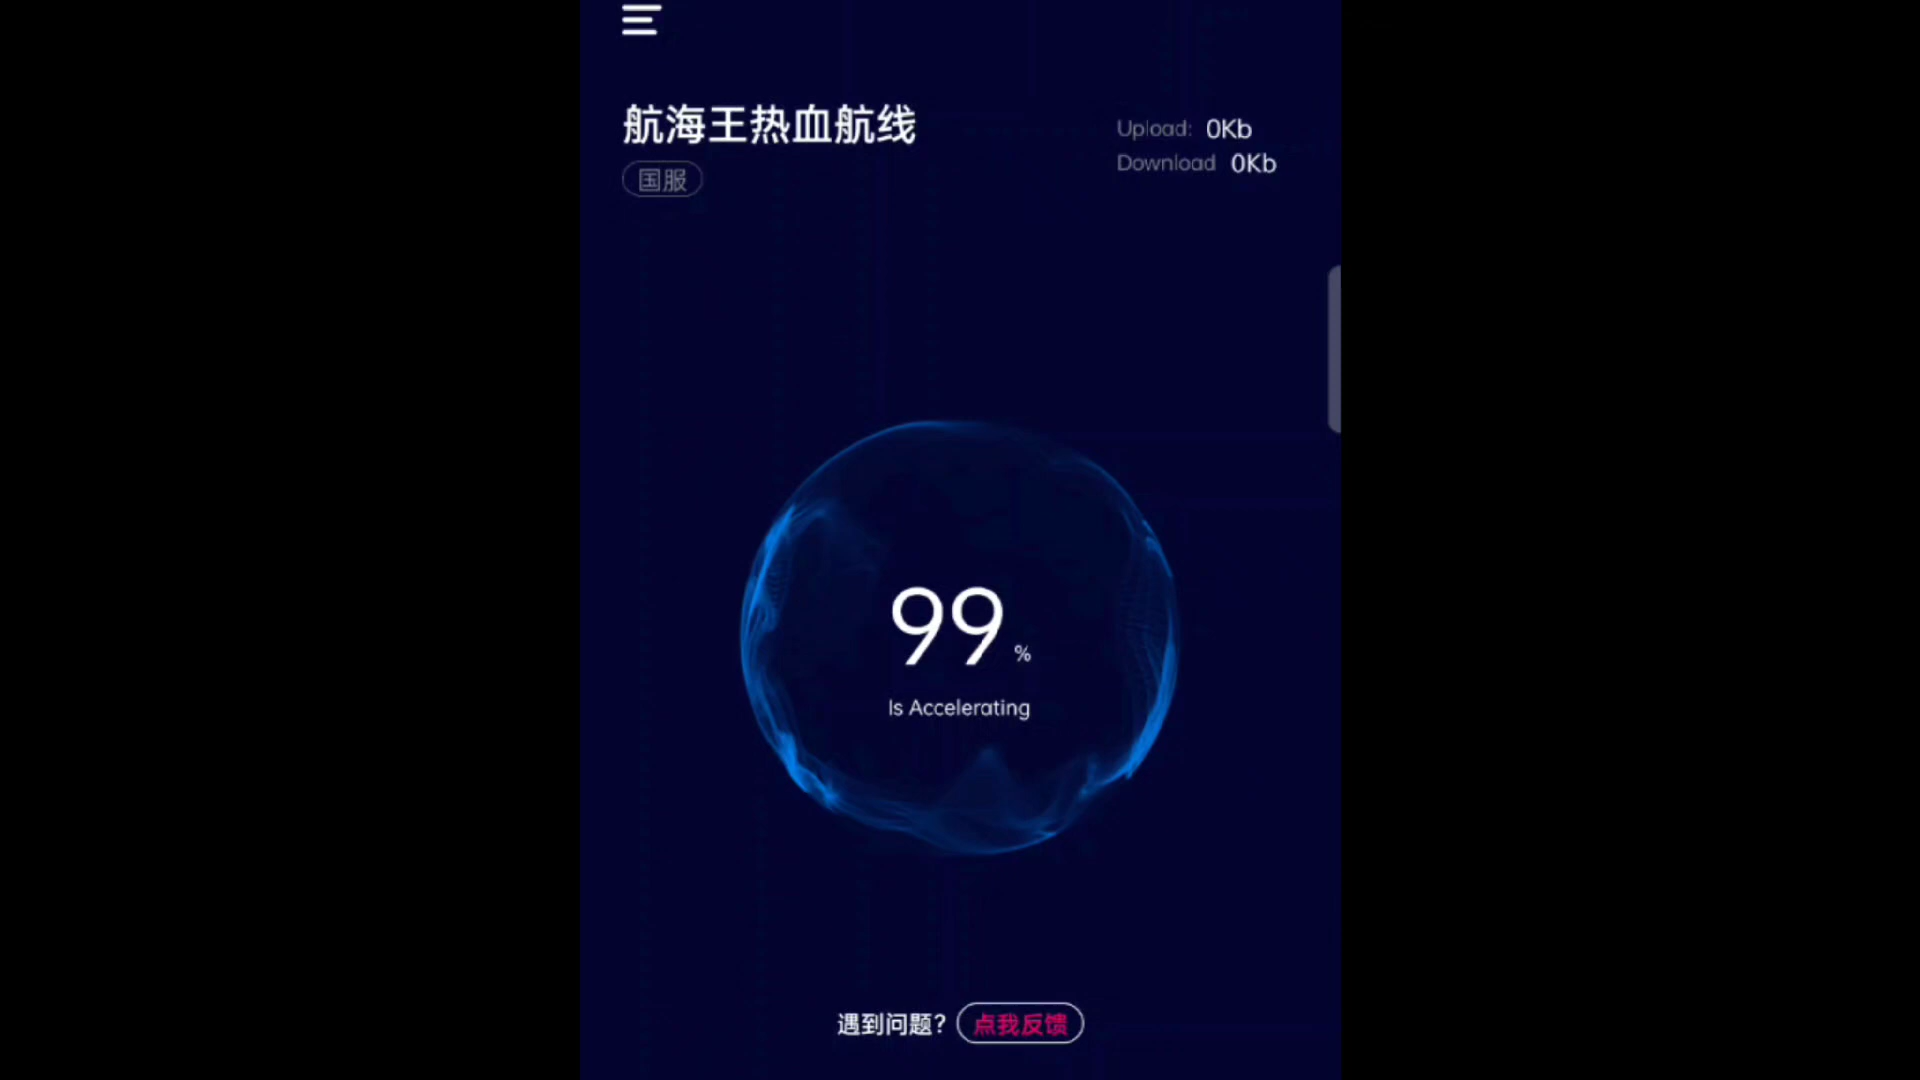 航海王热血航线
国服
Upload: 0Kb
Download 0Kb
99 %
Is Accelerating
遇到问题? 点我反馈